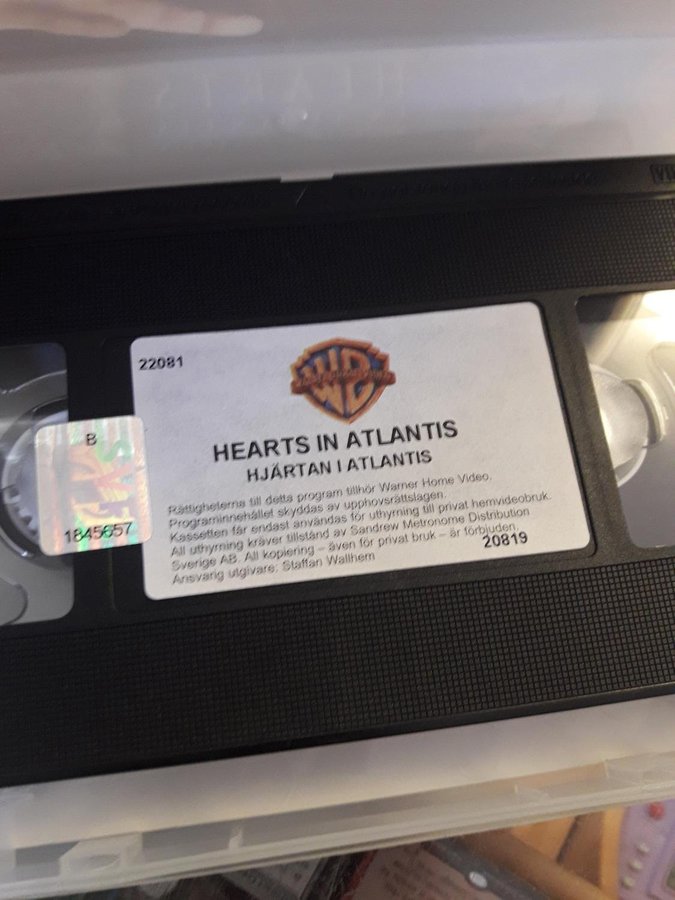 22081
HEARTS IN ATLANTIS
HJÄRTAN I ATLANTIS
Rättigheterna till detta program tillhör Warner Home Video.
Programinnehållet skyddas av upphovsrättslagen.
Kassetten får endast användas för uthyrning till privat hemvideobruk.
All uthyrning kräver tillstånd av Sandrew Metronome Distribution
Sverige AB. All kopiering – även för privat bruk – är förbjuden.
Ansvarig utgivare: Staffan Wallhem
20819
B
1845657